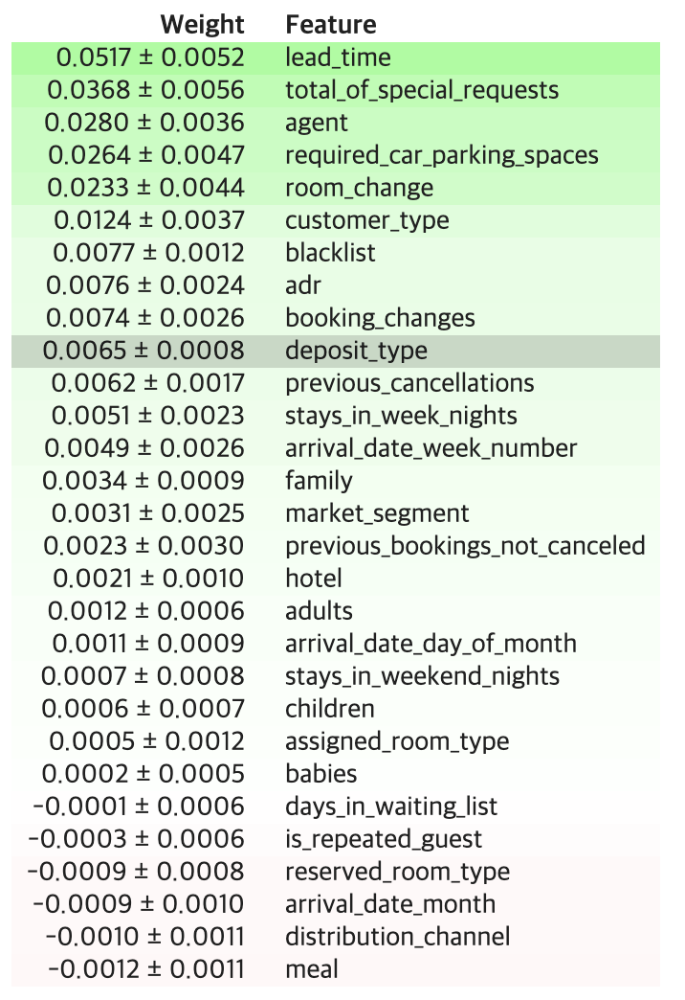 Weight Feature
0.0517 ± 0.0052 lead_time
0.0368 ± 0.0056 total_of_special_requests
0.0280 ± 0.0036 agent
0.0264 ± 0.0047 required_car_parking_spaces
0.0233 ± 0.0044 room_change
0.0124 ± 0.0037 customer_type
0.0077 ± 0.0012 blacklist
0.0076 ± 0.0024 adr
0.0074 ± 0.0026 booking_changes
0.0065 ± 0.0008 deposit_type
0.0062 ± 0.0017 previous_cancellations
0.0051 ± 0.0023 stays_in_week_nights
0.0049 ± 0.0026 arrival_date_week_number
0.0034 ± 0.0009 family
0.0031 ± 0.0025 market_segment
0.0023 ± 0.0030 previous_bookings_not_canceled
0.0021 ± 0.0010 hotel
0.0012 ± 0.0006 adults
0.0011 ± 0.0009 arrival_date_day_of_month
0.0007 ± 0.0008 stays_in_weekend_nights
0.0006 ± 0.0007 children
0.0005 ± 0.0012 assigned_room_type
0.0002 ± 0.0005 babies
-0.0001 ± 0.0006 days_in_waiting_list
-0.0003 ± 0.0006 is_repeated_guest
-0.0009 ± 0.0008 reserved_room_type
-0.0009 ± 0.0010 arrival_date_month
-0.0010 ± 0.0011 distribution_channel
-0.0012 ± 0.0011 meal